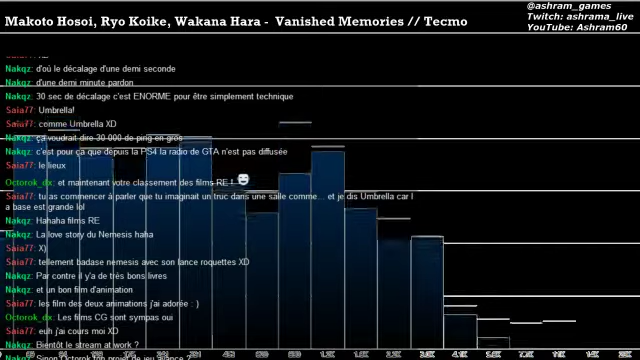 Makoto Hosoi, Ryo Koike, Wakana Hara - Vanished Memories // Tecmo
@ashram_games
Twitch: ashrama_live
YouTube: Ashram60
Nakqz: d'où le décalage d'une demi seconde
Nakqz: d'une demi minute pardon
Nakqz: 30 sec de décalage c'est ENORME pour être simplement technique
Saia77: Umbrella!
Saia77: comme Umbrella XD
Nakqz: ça voudrait dire 30 000 de ping en gros
Nakqz: c'est pour ça que depuis la PS4 la radio de GTA n'est pas diffusée
Saia77: le lieux
Octorok_dx: et maintenant votre classement des films RE !
Saia77: tu as commencer à parler que tu imaginait un truc dans une salle comme... et je dis Umbrella car l
a base est grande lol
Nakqz: Hahaha films RE
Nakqz: La love story du Nemesis haha
Saia77: X)
Saia77: tellement badase nemesis avec son lance roquettes XD
Nakqz: Par contre il y'a de très bons livres
Nakqz: et un bon film d'animation
Saia77: les film des deux animations j'ai adorée : )
Octorok_dx: Les films CG sont sympas oui
Saia77: euh j'ai cours moi XD
Nakqz: Bientôt le stream at work ?
Nakqz: Sinon Octorok ton projet de jeu avance ?